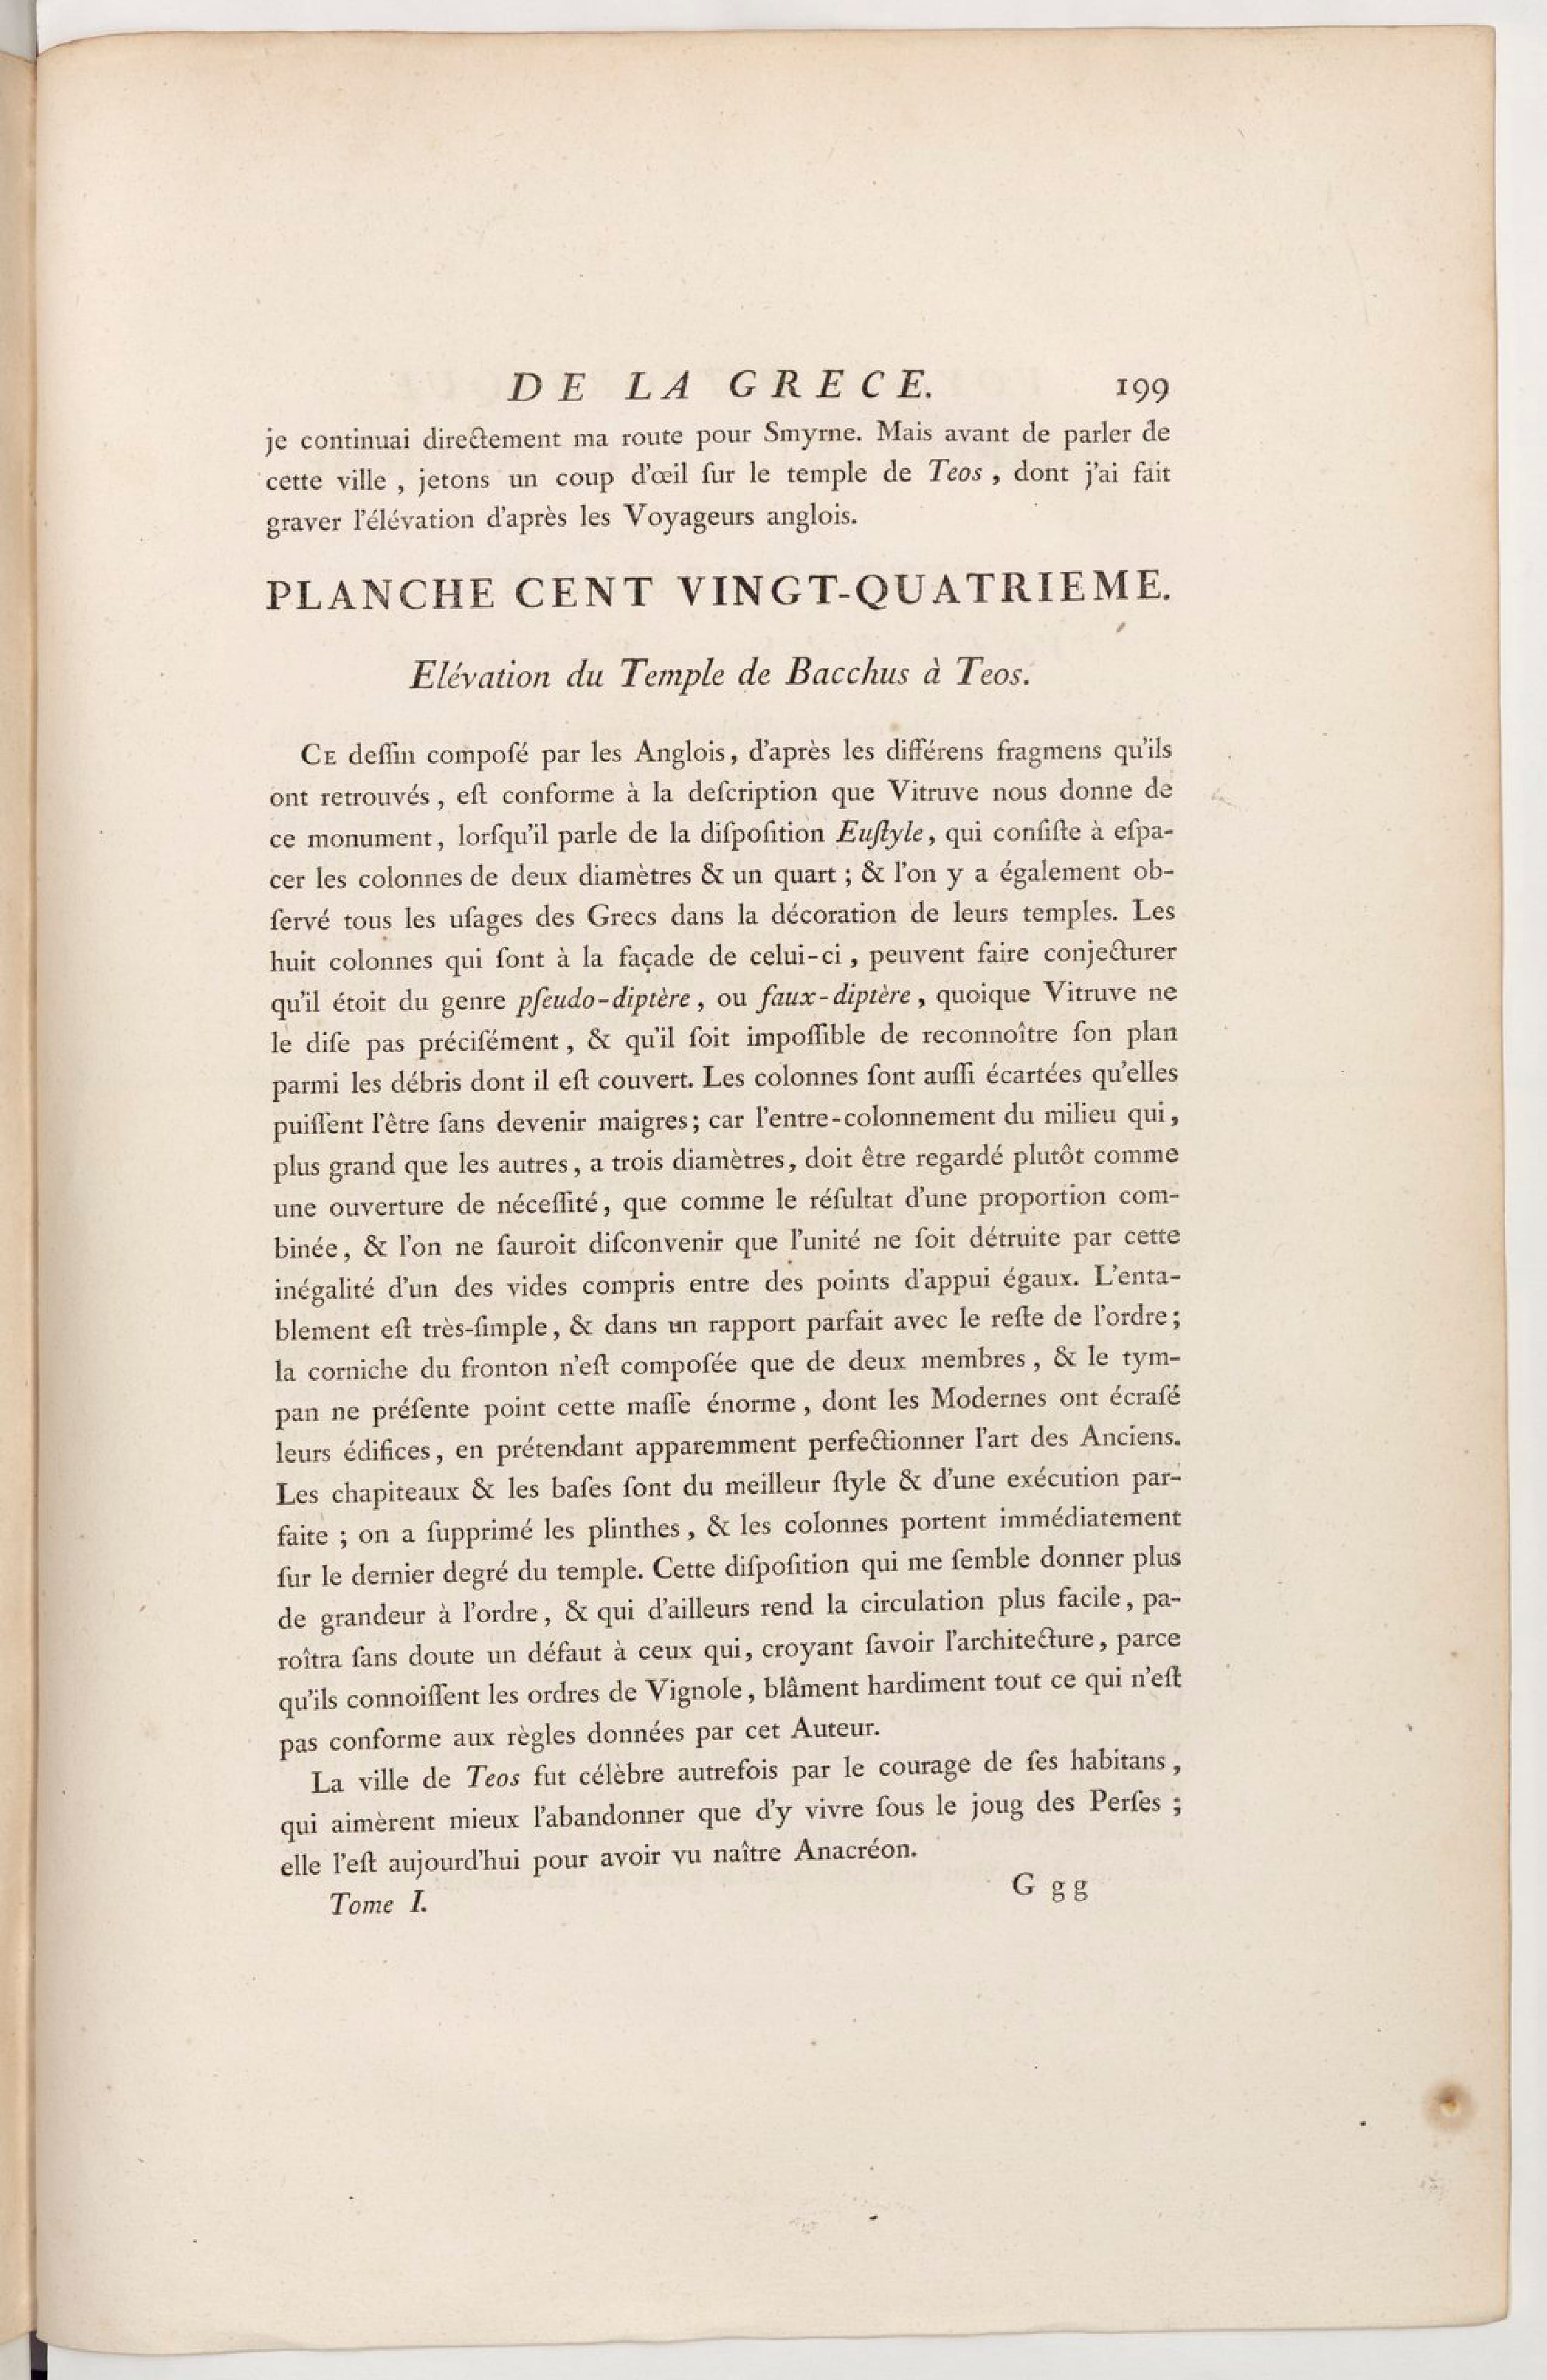 DE LA GRECE. 199
je continuai directement ma route pour Smyrne. Mais avant de parler de
cette ville , jetons un coup d'œil ſur le temple de Teos , dont j'ai fait
graver l'élévation d'après les Voyageurs anglois.
PLANCHE CENT VINGT-QUATRIEME.
Elévation du Temple de Bacchus à Teos.
CE deſſin compoſé par les Anglois, d'après les différens fragmens qu'ils
ont retrouvés , eſt conforme à la deſcription que Vitruve nous donne de
ce monument, lorſqu'il parle de la diſpoſition Euſtyle, qui conſiſte à eſpa-
cer les colonnes de deux diamètres & un quart ; & l'on y a également ob-
ſervé tous les uſages des Grecs dans la décoration de leurs temples. Les
huit colonnes qui ſont à la façade de celui-ci , peuvent faire conjecturer
qu'il étoit du genre pſeudo-diptère , ou faux-diptère , quoique Vitruve ne
le diſe pas préciſément , & qu'il ſoit impoſſible de reconnoître ſon plan
parmi les débris dont il eſt couvert. Les colonnes ſont auſſi écartées qu'elles
puiſſent l'être ſans devenir maigres; car l'entre-colonnement du milieu qui,
plus grand que les autres, a trois diamètres, doit être regardé plutôt comme
une ouverture de néceſſité, que comme le réſultat d'une proportion com-
binée, & l'on ne ſauroit diſconvenir que l'unité ne ſoit détruite par cette
inégalité d'un des vides compris entre des points d'appui égaux. L'enta-
blement eſt très-ſimple, & dans un rapport parfait avec le reſte de l'ordre;
la corniche du fronton n'eſt compoſée que de deux membres , & le tym-
pan ne préſente point cette maſſe énorme , dont les Modernes ont écraſé
leurs édifices, en prétendant apparemment perfectionner l'art des Anciens.
Les chapiteaux & les baſes ſont du meilleur ſtyle & d'une exécution par-
faite ; on a ſupprimé les plinthes , & les colonnes portent immédiatement
ſur le dernier degré du temple. Cette diſpoſition qui me ſemble donner plus
de grandeur à l'ordre, & qui d'ailleurs rend la circulation plus facile, pa-
roîtra ſans doute un défaut à ceux qui, croyant ſavoir l'architecture, parce
qu'ils connoiſſent les ordres de Vignole, blâment hardiment tout ce qui n'eſt
pas conforme aux règles données par cet Auteur.
La ville de Teos fut célèbre autrefois par le courage de ſes habitans ,
qui aimèrent mieux l'abandonner que d'y vivre ſous le joug des Perſes ;
elle l'eſt aujourd'hui pour avoir vu naître Anacréon.
Tome I. G g g